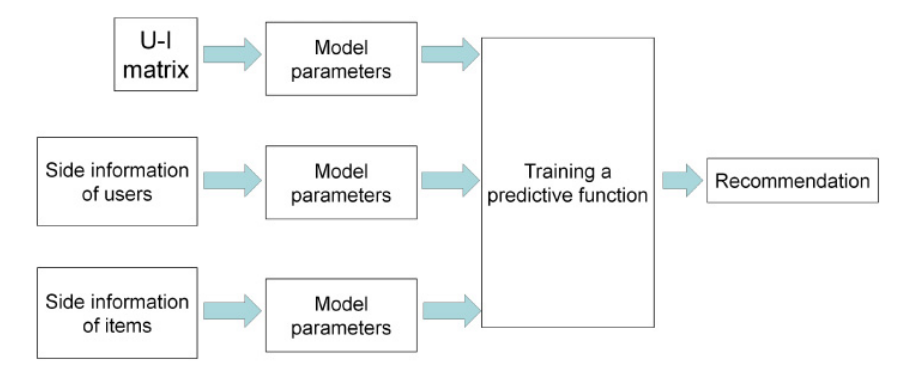 U-I
matrix
Model
parameters
Side information
of users
Model
parameters
Training a
predictive function
Recommendation
Side information
of items
Model
parameters